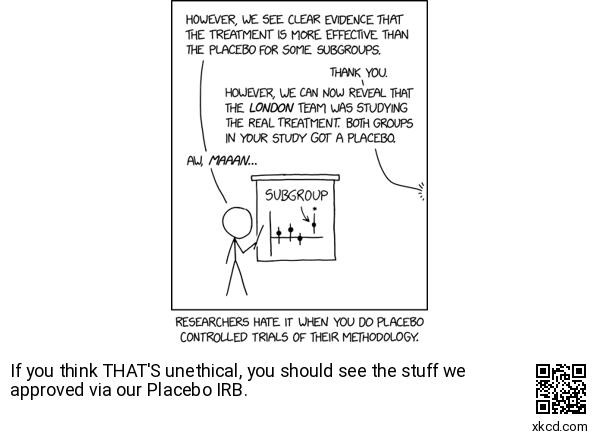 HOWEVER, WE SEE CLEAR EVIDENCE THAT
THE TREATMENT IS MORE EFFECTIVE THAN
THE PLACEBO FOR SOME SUBGROUPS.
THANK YOU.
HOWEVER, WE CAN NOW REVEAL THAT
THE LONDON TEAM WAS STUDYING
THE REAL TREATMENT. BOTH GROUPS
IN YOUR STUDY GOT A PLACEBO.
AW, MAAAN...
SUBGROUP
*
RESEARCHERS HATE IT WHEN YOU DO PLACEBO
CONTROLLED TRIALS OF THEIR METHODOLOGY.
If you think THAT'S unethical, you should see the stuff we
approved via our Placebo IRB.
xkcd.com